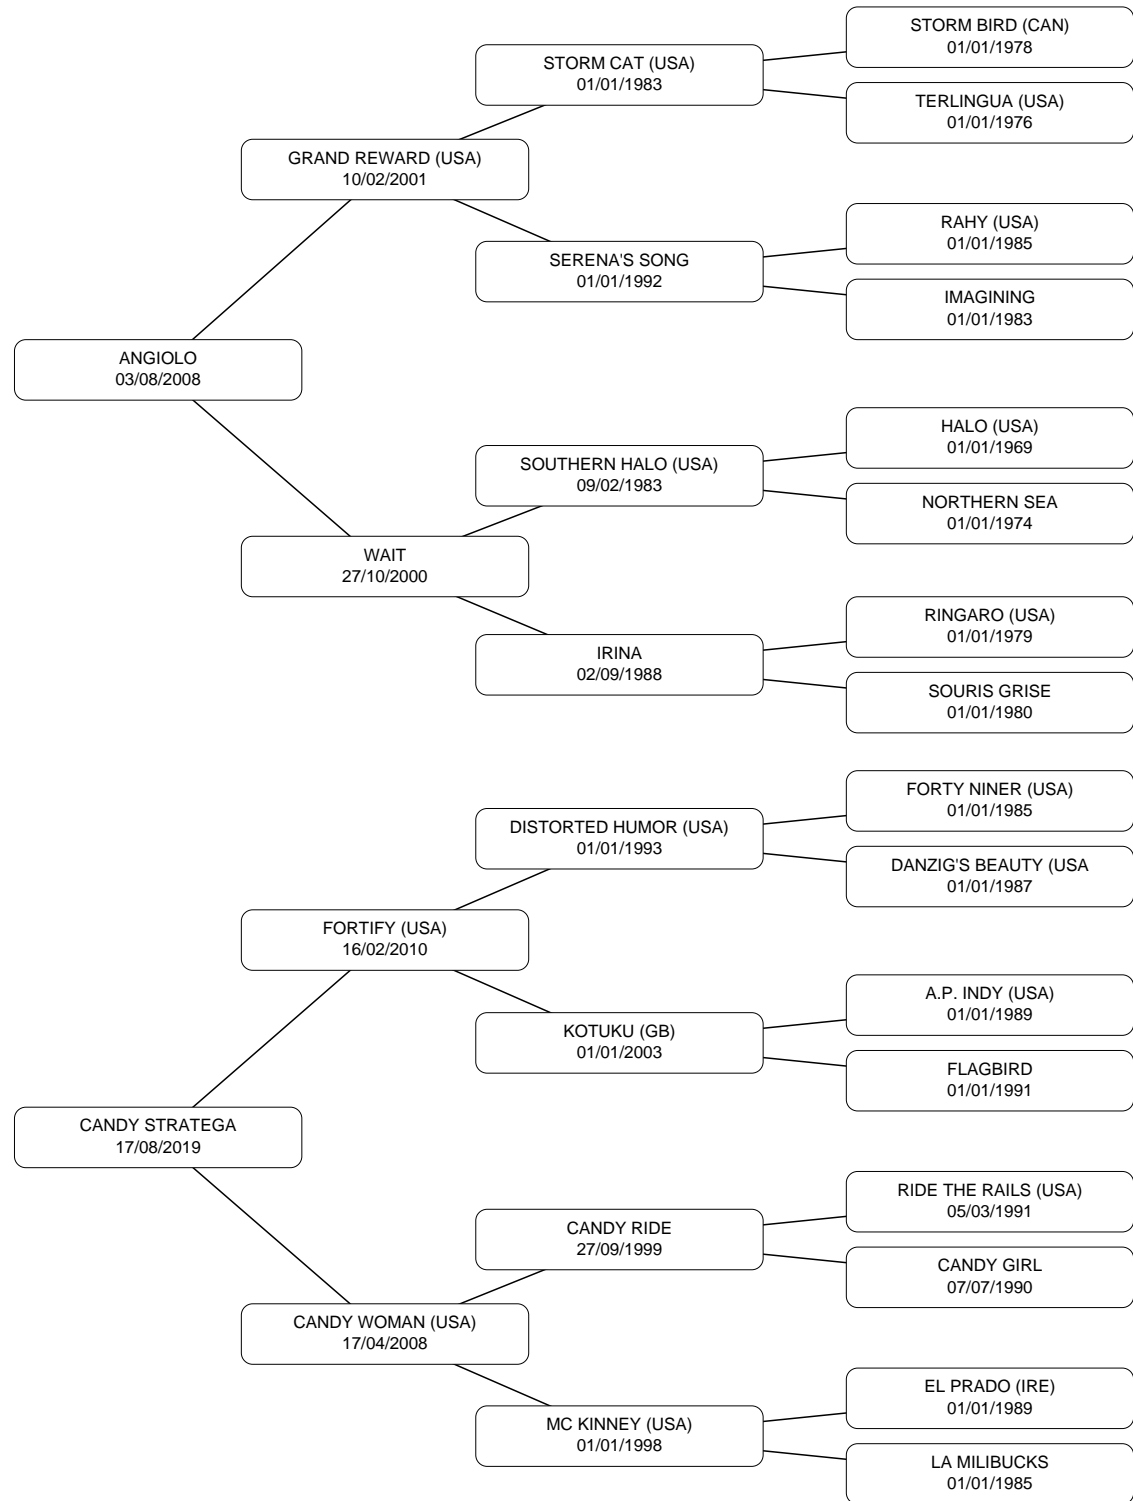 STORM BIRD (CAN)
01/01/1978
STORM CAT (USA)
01/01/1983
TERLINGUA (USA)
01/01/1976
GRAND REWARD (USA)
10/02/2001
RAHY (USA)
01/01/1985
SERENA'S SONG
01/01/1992
IMAGINING
01/01/1983
ANGIOLO
03/08/2008
HALO (USA)
01/01/1969
SOUTHERN HALO (USA)
09/02/1983
NORTHERN SEA
01/01/1974
WAIT
27/10/2000
RINGARO (USA)
01/01/1979
IRINA
02/09/1988
SOURIS GRISE
01/01/1980
FORTY NINER (USA)
01/01/1985
DISTORTED HUMOR (USA)
01/01/1993
DANZIG'S BEAUTY (USA
01/01/1987
FORTIFY (USA)
16/02/2010
A.P. INDY (USA)
01/01/1989
KOTUKU (GB)
01/01/2003
FLAGBIRD
01/01/1991
CANDY STRATEGA
17/08/2019
RIDE THE RAILS (USA)
05/03/1991
CANDY RIDE
27/09/1999
CANDY GIRL
07/07/1990
CANDY WOMAN (USA)
17/04/2008
EL PRADO (IRE)
01/01/1989
MC KINNEY (USA)
01/01/1998
LA MILIBUCKS
01/01/1985